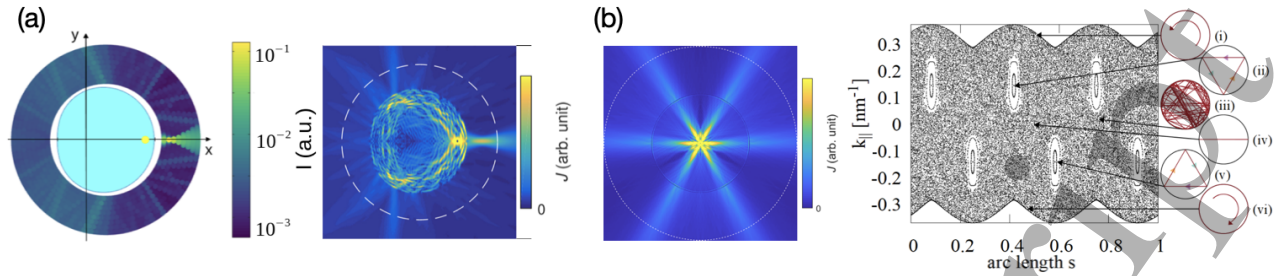 (a)
y
x
10⁻¹
10⁻²
10⁻³
I (a.u.)
J (arb. unit)
0
(b)
J (arb. unit)
0
k|| [nm⁻¹]
0.3
0.2
0.1
0
-0.1
-0.2
-0.3
0 0.2 0.4 0.6 0.8 1
arc length s
(i)
(ii)
(iii)
(iv)
(v)
(vi)